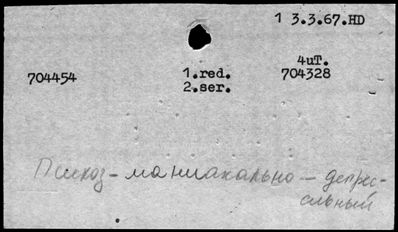 1 3.3.67.HD
4uT.
704454 1.red. 704328
2.ser.
Психоз - маниакально - депрес-
сивный